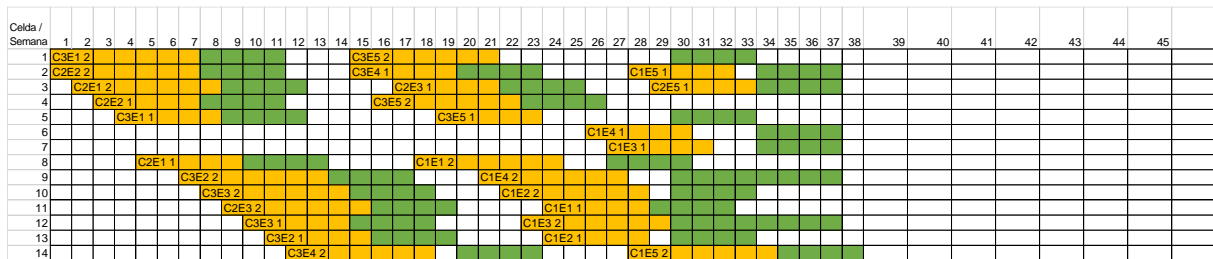 Celda /
Semana 1 2 3 4 5 6 7 8 9 10 11 12 13 14 15 16 17 18 19 20 21 22 23 24 25 26 27 28 29 30 31 32 33 34 35 36 37 38 39 40 41 42 43 44 45
1 C3E1 2 C3E5 2
2 C2E2 2 C3E4 1 C1E5 1
3 C2E1 2 C2E3 1 C2E5 1
4 C2E2 1 C3E5 2
5 C3E1 1 C3E5 1
6 C1E4 1
7 C1E3 1
8 C2E1 1 C1E1 2
9 C3E2 2 C1E4 2
10 C3E3 2 C1E2 2
11 C2E3 2 C1E1 1
12 C3E3 1 C1E3 2
13 C3E2 1 C1E2 1
14 C3E4 2 C1E5 2